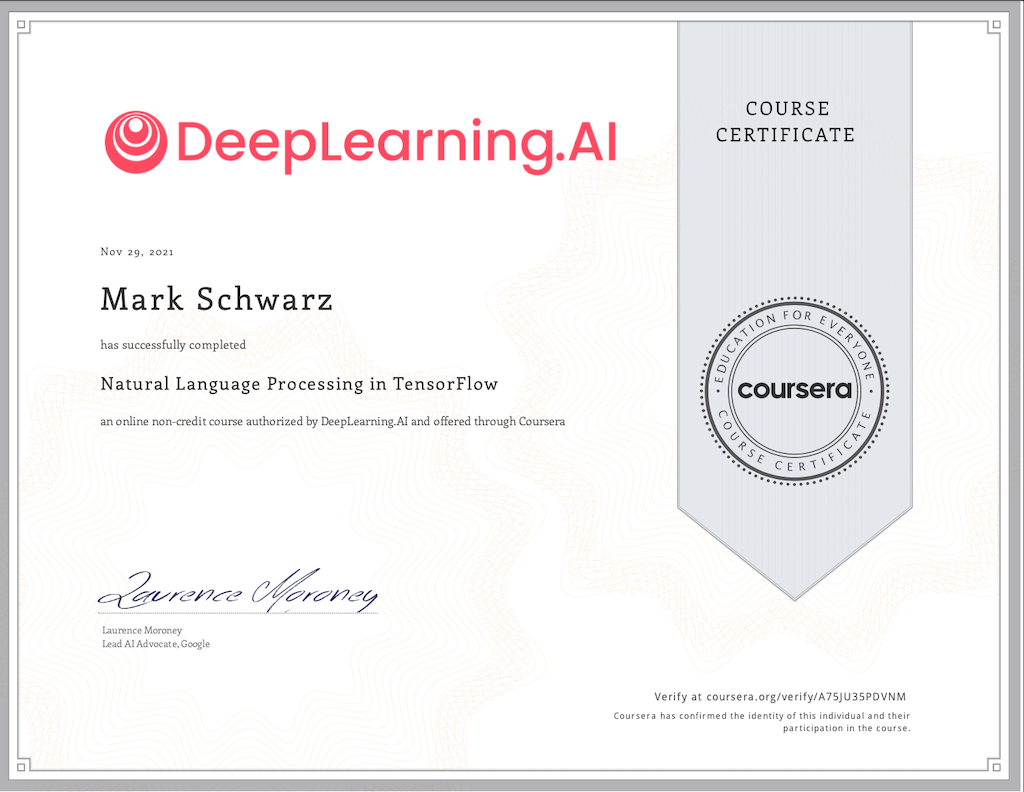 DeepLearning.AI
COURSE
CERTIFICATE
Nov 29, 2021
Mark Schwarz
has successfully completed
Natural Language Processing in TensorFlow
an online non-credit course authorized by DeepLearning.AI and offered through Coursera
EDUCATION FOR EVERYONE
coursera
COURSE CERTIFICATE
Laurence Moroney
Laurence Moroney
Lead AI Advocate, Google
Verify at coursera.org/verify/A75JU35PDVNM
Coursera has confirmed the identity of this individual and their
participation in the course.